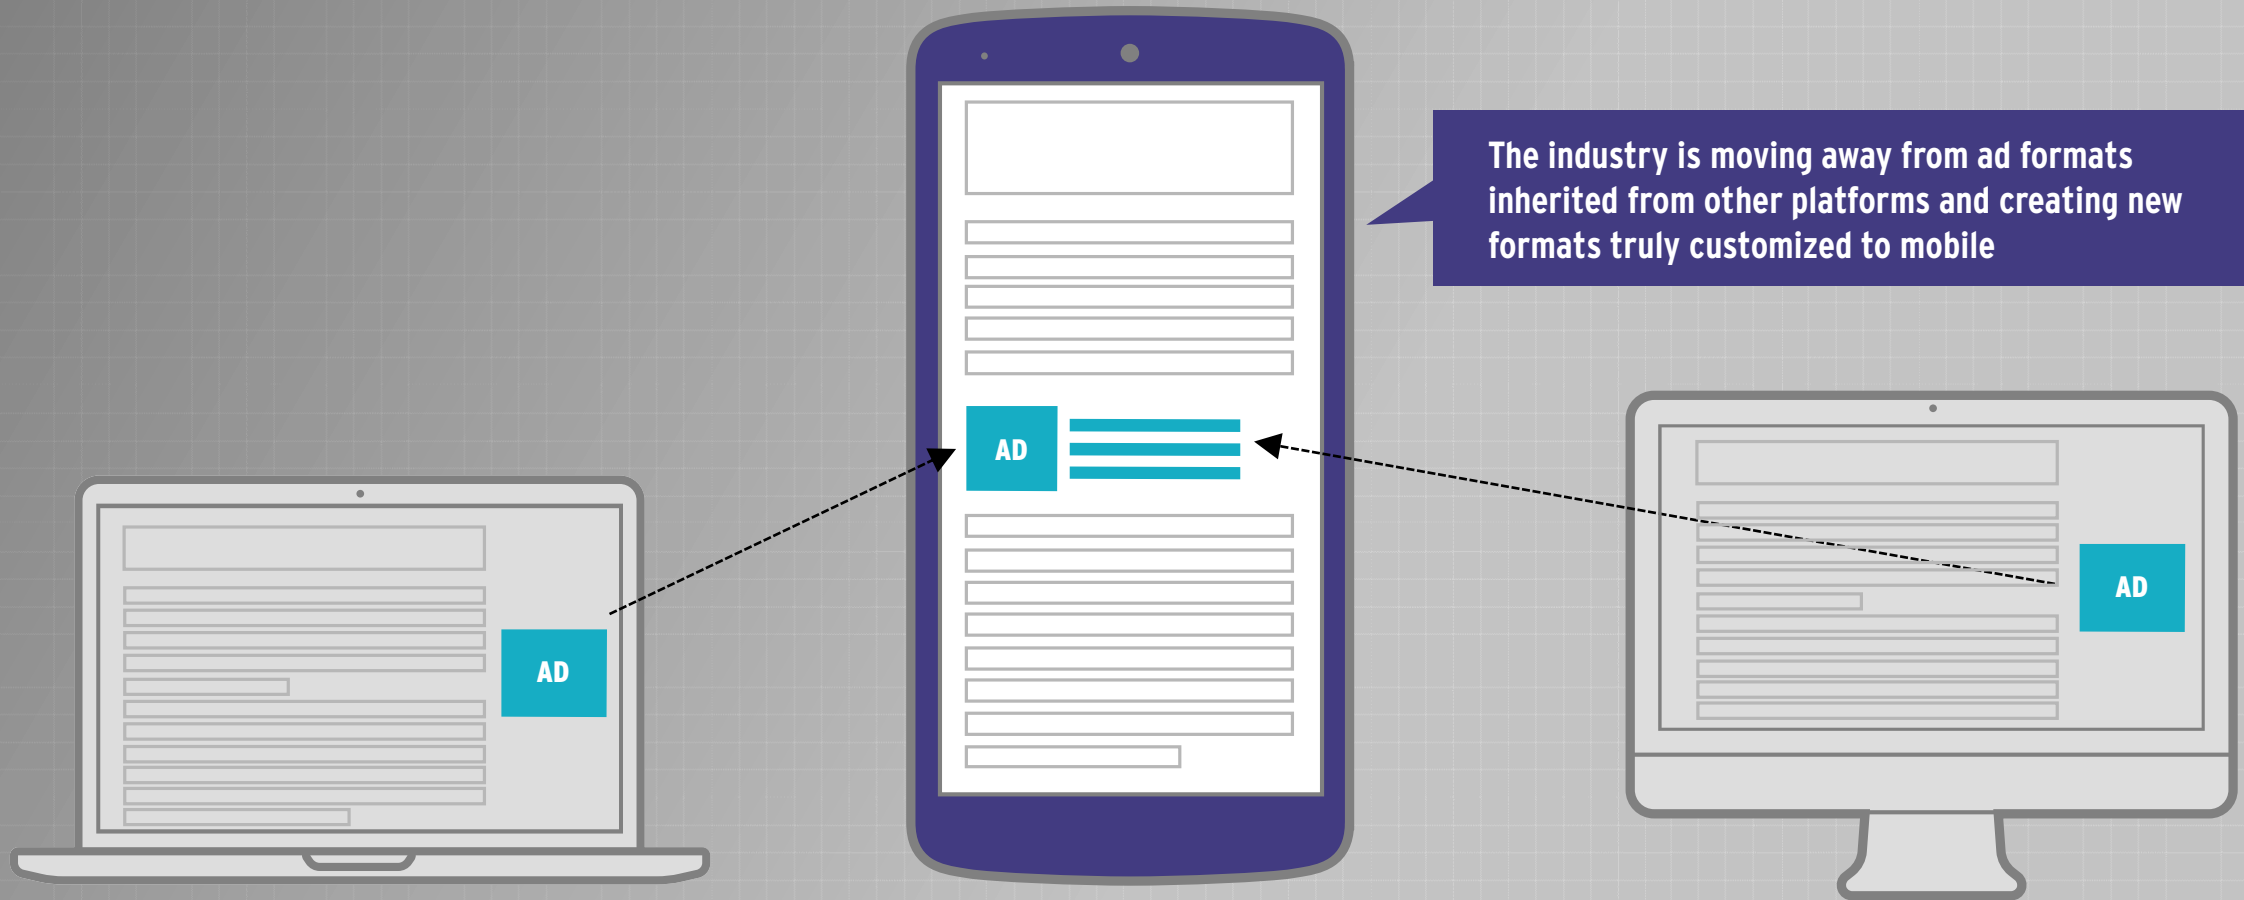 The industry is moving away from ad formats
inherited from other platforms and creating new
formats truly customized to mobile
AD
AD
AD